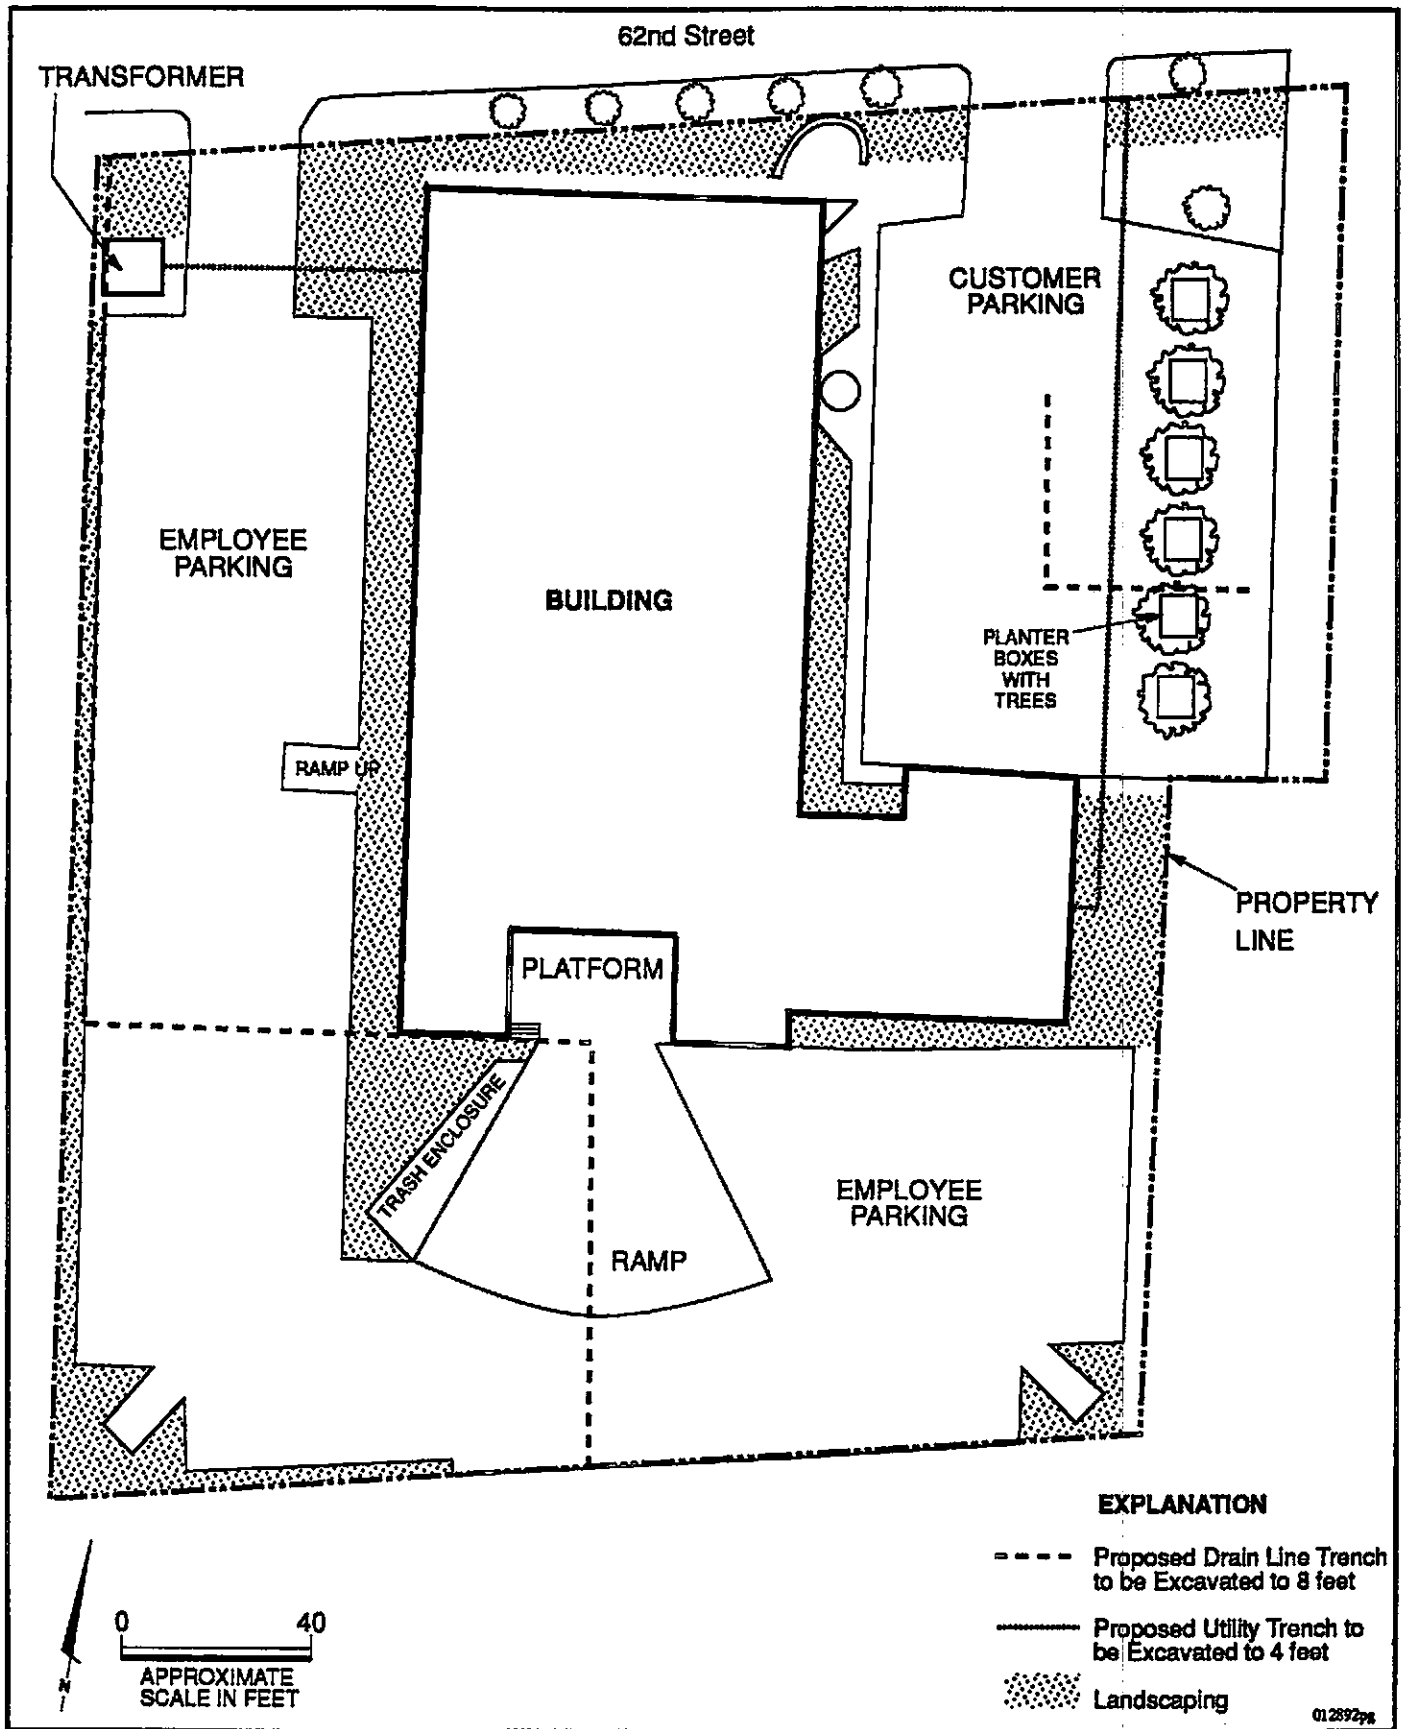 62nd Street
TRANSFORMER
CUSTOMER
PARKING
EMPLOYEE
PARKING
BUILDING
PLANTER
BOXES
WITH
TREES
RAMP UP
PROPERTY
LINE
PLATFORM
TRASH ENCLOSURE
EMPLOYEE
PARKING
RAMP
EXPLANATION
Proposed Drain Line Trench
to be Excavated to 8 feet
Proposed Utility Trench to
be Excavated to 4 feet
Landscaping
N
0 40
APPROXIMATE
SCALE IN FEET
012892pg